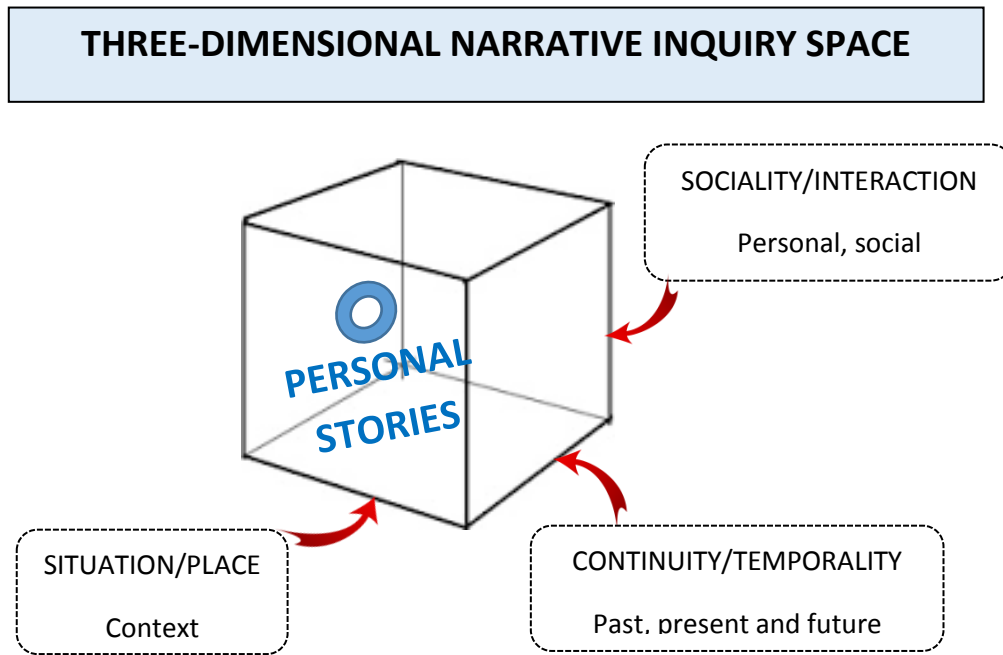 THREE-DIMENSIONAL NARRATIVE INQUIRY SPACE
SOCIALITY/INTERACTION
Personal, social
PERSONAL
STORIES
SITUATION/PLACE
Context
CONTINUITY/TEMPORALITY
Past, present and future